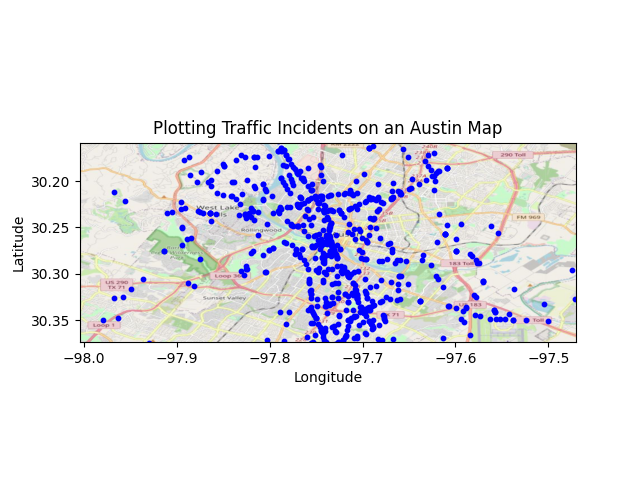 Plotting Traffic Incidents on an Austin Map
290 Toll
30.20
West Lake
FM 969
30.25
Rollingwood
Latitude
183 Toll
Loop 360
30.30
US 290
TX 71
Sunset Valley
183
71
30.35
Loop 1
−98.0 −97.9 −97.8 −97.7 −97.6 −97.5
Longitude